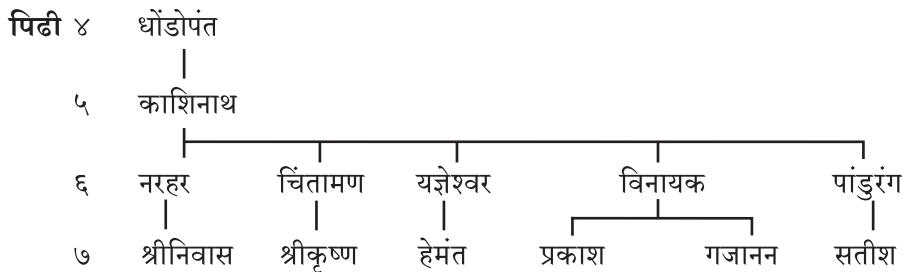 पिढी ४ धोंडोपंत
५ काशिनाथ
६ नरहर चिंतामण यज्ञेश्वर विनायक पांडुरंग
७ श्रीनिवास श्रीकृष्ण हेमंत प्रकाश गजानन सतीश